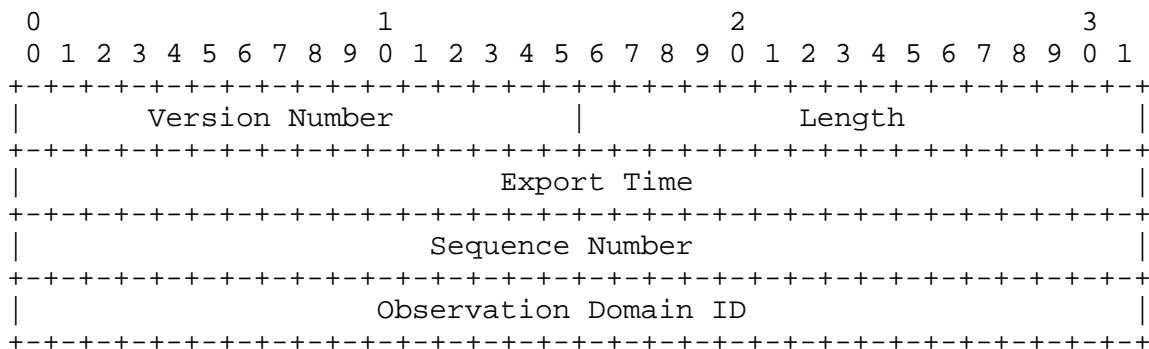 0                   1                   2                   3
 0 1 2 3 4 5 6 7 8 9 0 1 2 3 4 5 6 7 8 9 0 1 2 3 4 5 6 7 8 9 0 1
+-+-+-+-+-+-+-+-+-+-+-+-+-+-+-+-+-+-+-+-+-+-+-+-+-+-+-+-+-+-+-+-+
|       Version Number          |            Length             |
+-+-+-+-+-+-+-+-+-+-+-+-+-+-+-+-+-+-+-+-+-+-+-+-+-+-+-+-+-+-+-+-+
|                           Export Time                         |
+-+-+-+-+-+-+-+-+-+-+-+-+-+-+-+-+-+-+-+-+-+-+-+-+-+-+-+-+-+-+-+-+
|                       Sequence Number                         |
+-+-+-+-+-+-+-+-+-+-+-+-+-+-+-+-+-+-+-+-+-+-+-+-+-+-+-+-+-+-+-+-+
|                    Observation Domain ID                      |
+-+-+-+-+-+-+-+-+-+-+-+-+-+-+-+-+-+-+-+-+-+-+-+-+-+-+-+-+-+-+-+-+